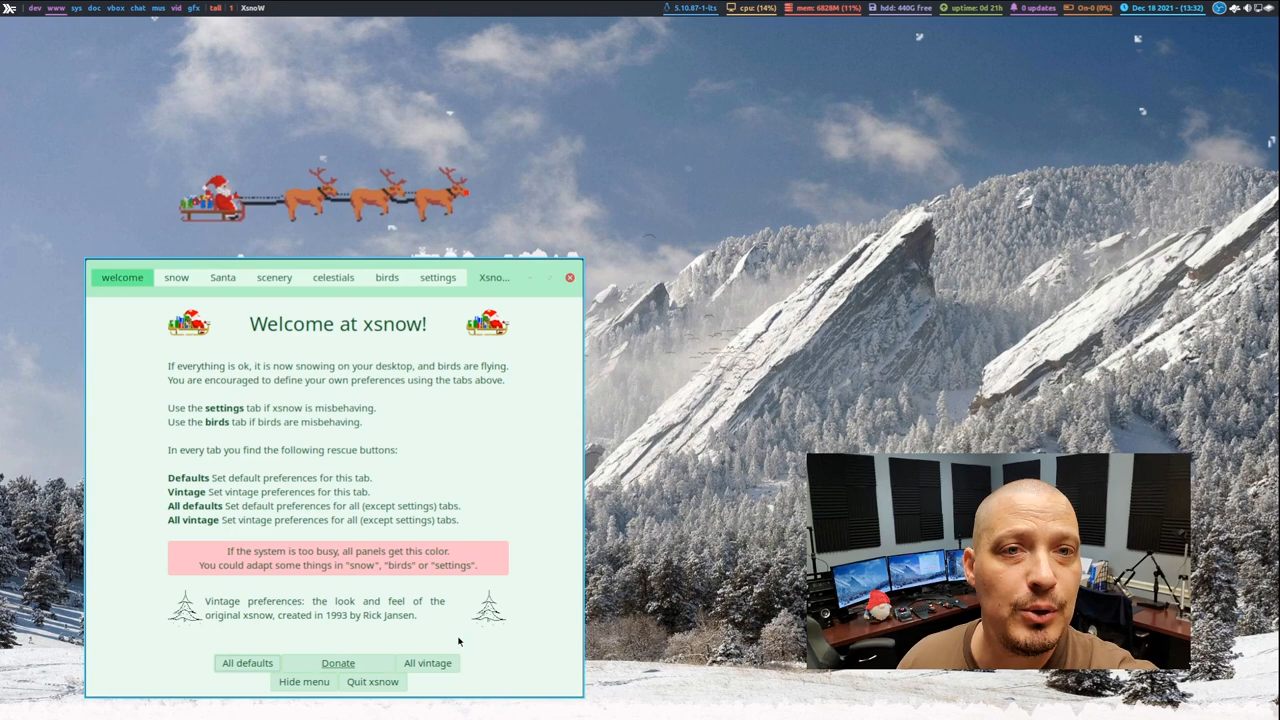 dev www sys doc vbox chat mus vid gfx | tall | 1 | XsnoW
5.10.87-1-lts cpu: (14%) mem: 6828M (11%) hdd: 440G free uptime: 0d 21h 0 updates On-0 (0%) Dec 18 2021 - (13:32)
welcome snow Santa scenery celestials birds settings Xsno...
Welcome at xsnow!
If everything is ok, it is now snowing on your desktop, and birds are flying.
You are encouraged to define your own preferences using the tabs above.
Use the settings tab if xsnow is misbehaving.
Use the birds tab if birds are misbehaving.
In every tab you find the following rescue buttons:
Defaults Set default preferences for this tab.
Vintage Set vintage preferences for this tab.
All defaults Set default preferences for all (except settings) tabs.
All vintage Set vintage preferences for all (except settings) tabs.
If the system is too busy, all panels get this color.
You could adapt some things in "snow", "birds" or "settings".
Vintage preferences: the look and feel of the
original xsnow, created in 1993 by Rick Jansen.
All defaults Donate All vintage
Hide menu Quit xsnow